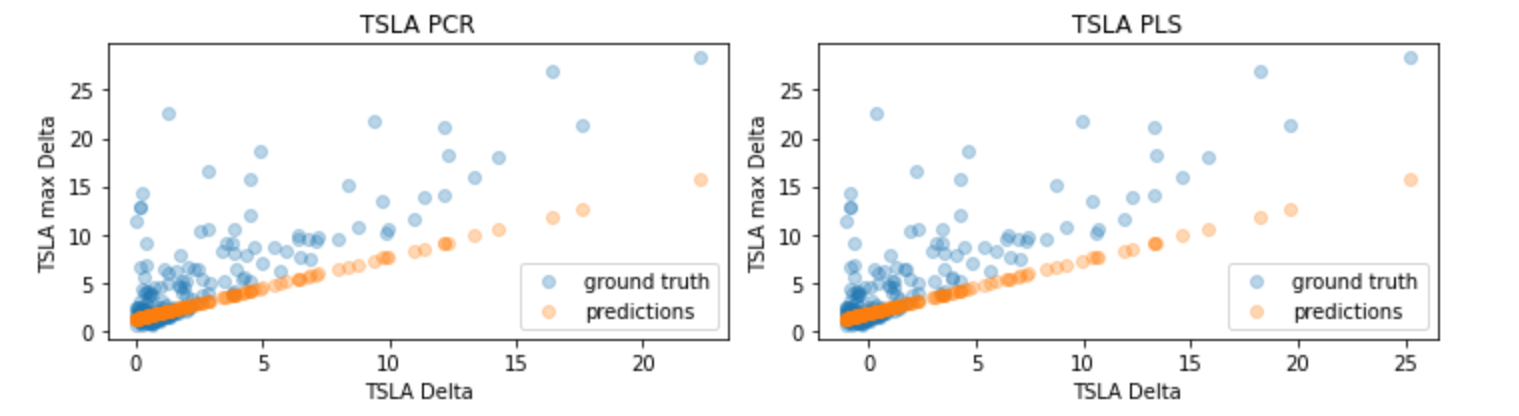 TSLA PCR
TSLA max Delta
25
20
15
10
5
0
ground truth
predictions
0 5 10 15 20
TSLA Delta
TSLA PLS
TSLA max Delta
25
20
15
10
5
0
ground truth
predictions
0 5 10 15 20 25
TSLA Delta